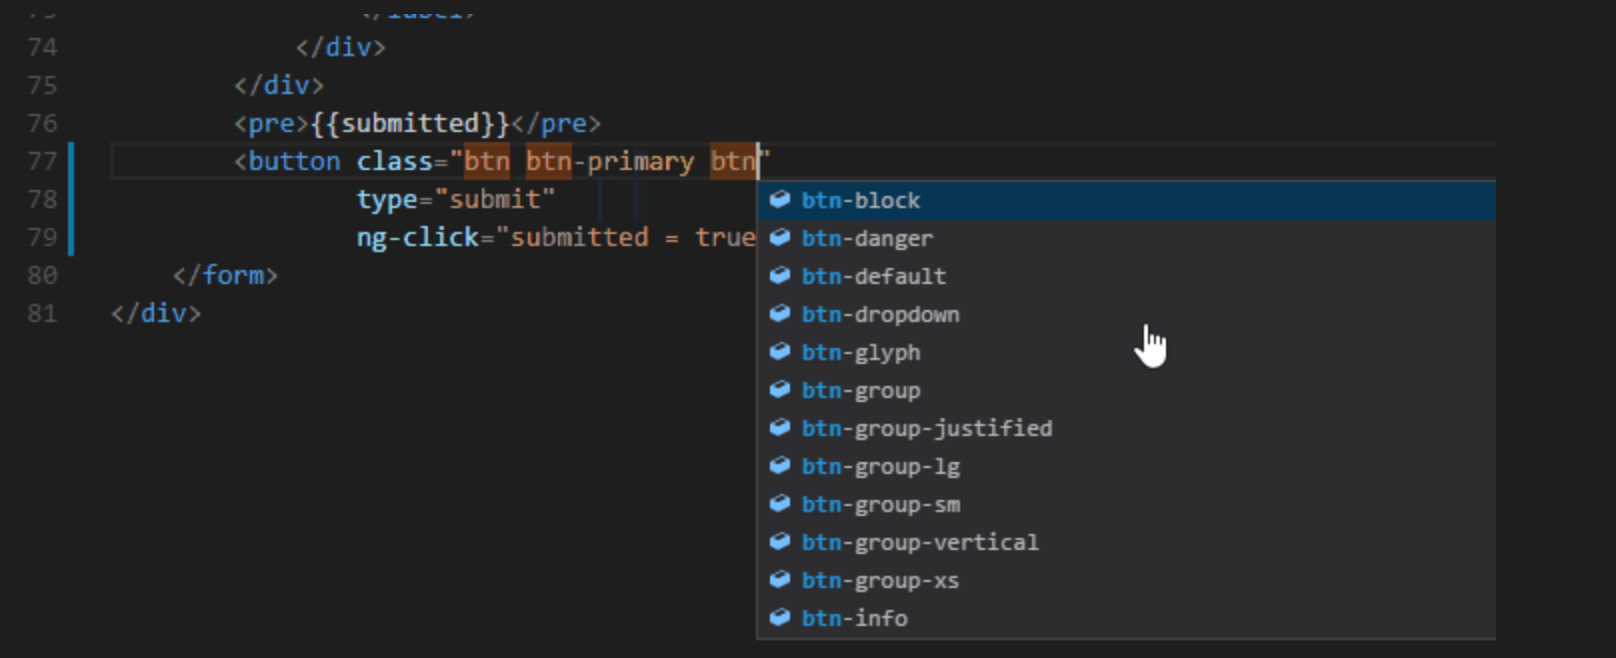 74 </div>
75 </div>
76 <pre>{{submitted}}</pre>
77 <button class="btn btn-primary btn"
78 type="submit"
79 ng-click="submitted = true
80 </form>
81 </div>
btn-block
btn-danger
btn-default
btn-dropdown
btn-glyph
btn-group
btn-group-justified
btn-group-lg
btn-group-sm
btn-group-vertical
btn-group-xs
btn-info